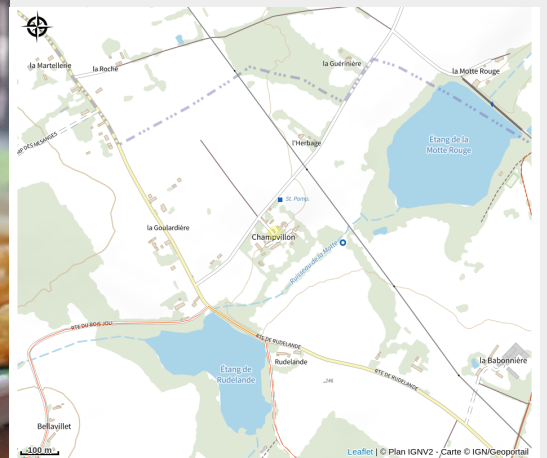 la Martellerie
la Roche
la Guérinière
la Motte Rouge
Étang de la
Motte Rouge
l'Herbage
St. Pomp.
la Goulardière
Champvillon
Ruisseau de la Motte
RTE DU BOIS JOLI
RTE DE RUDELANDE
Étang de
Rudelande
Rudelande
RTE DE RUDELANDE
la Babonnière
Bellavillet
100 m
Leaflet | © Plan IGNV2 - Carte © IGN/Geoportail